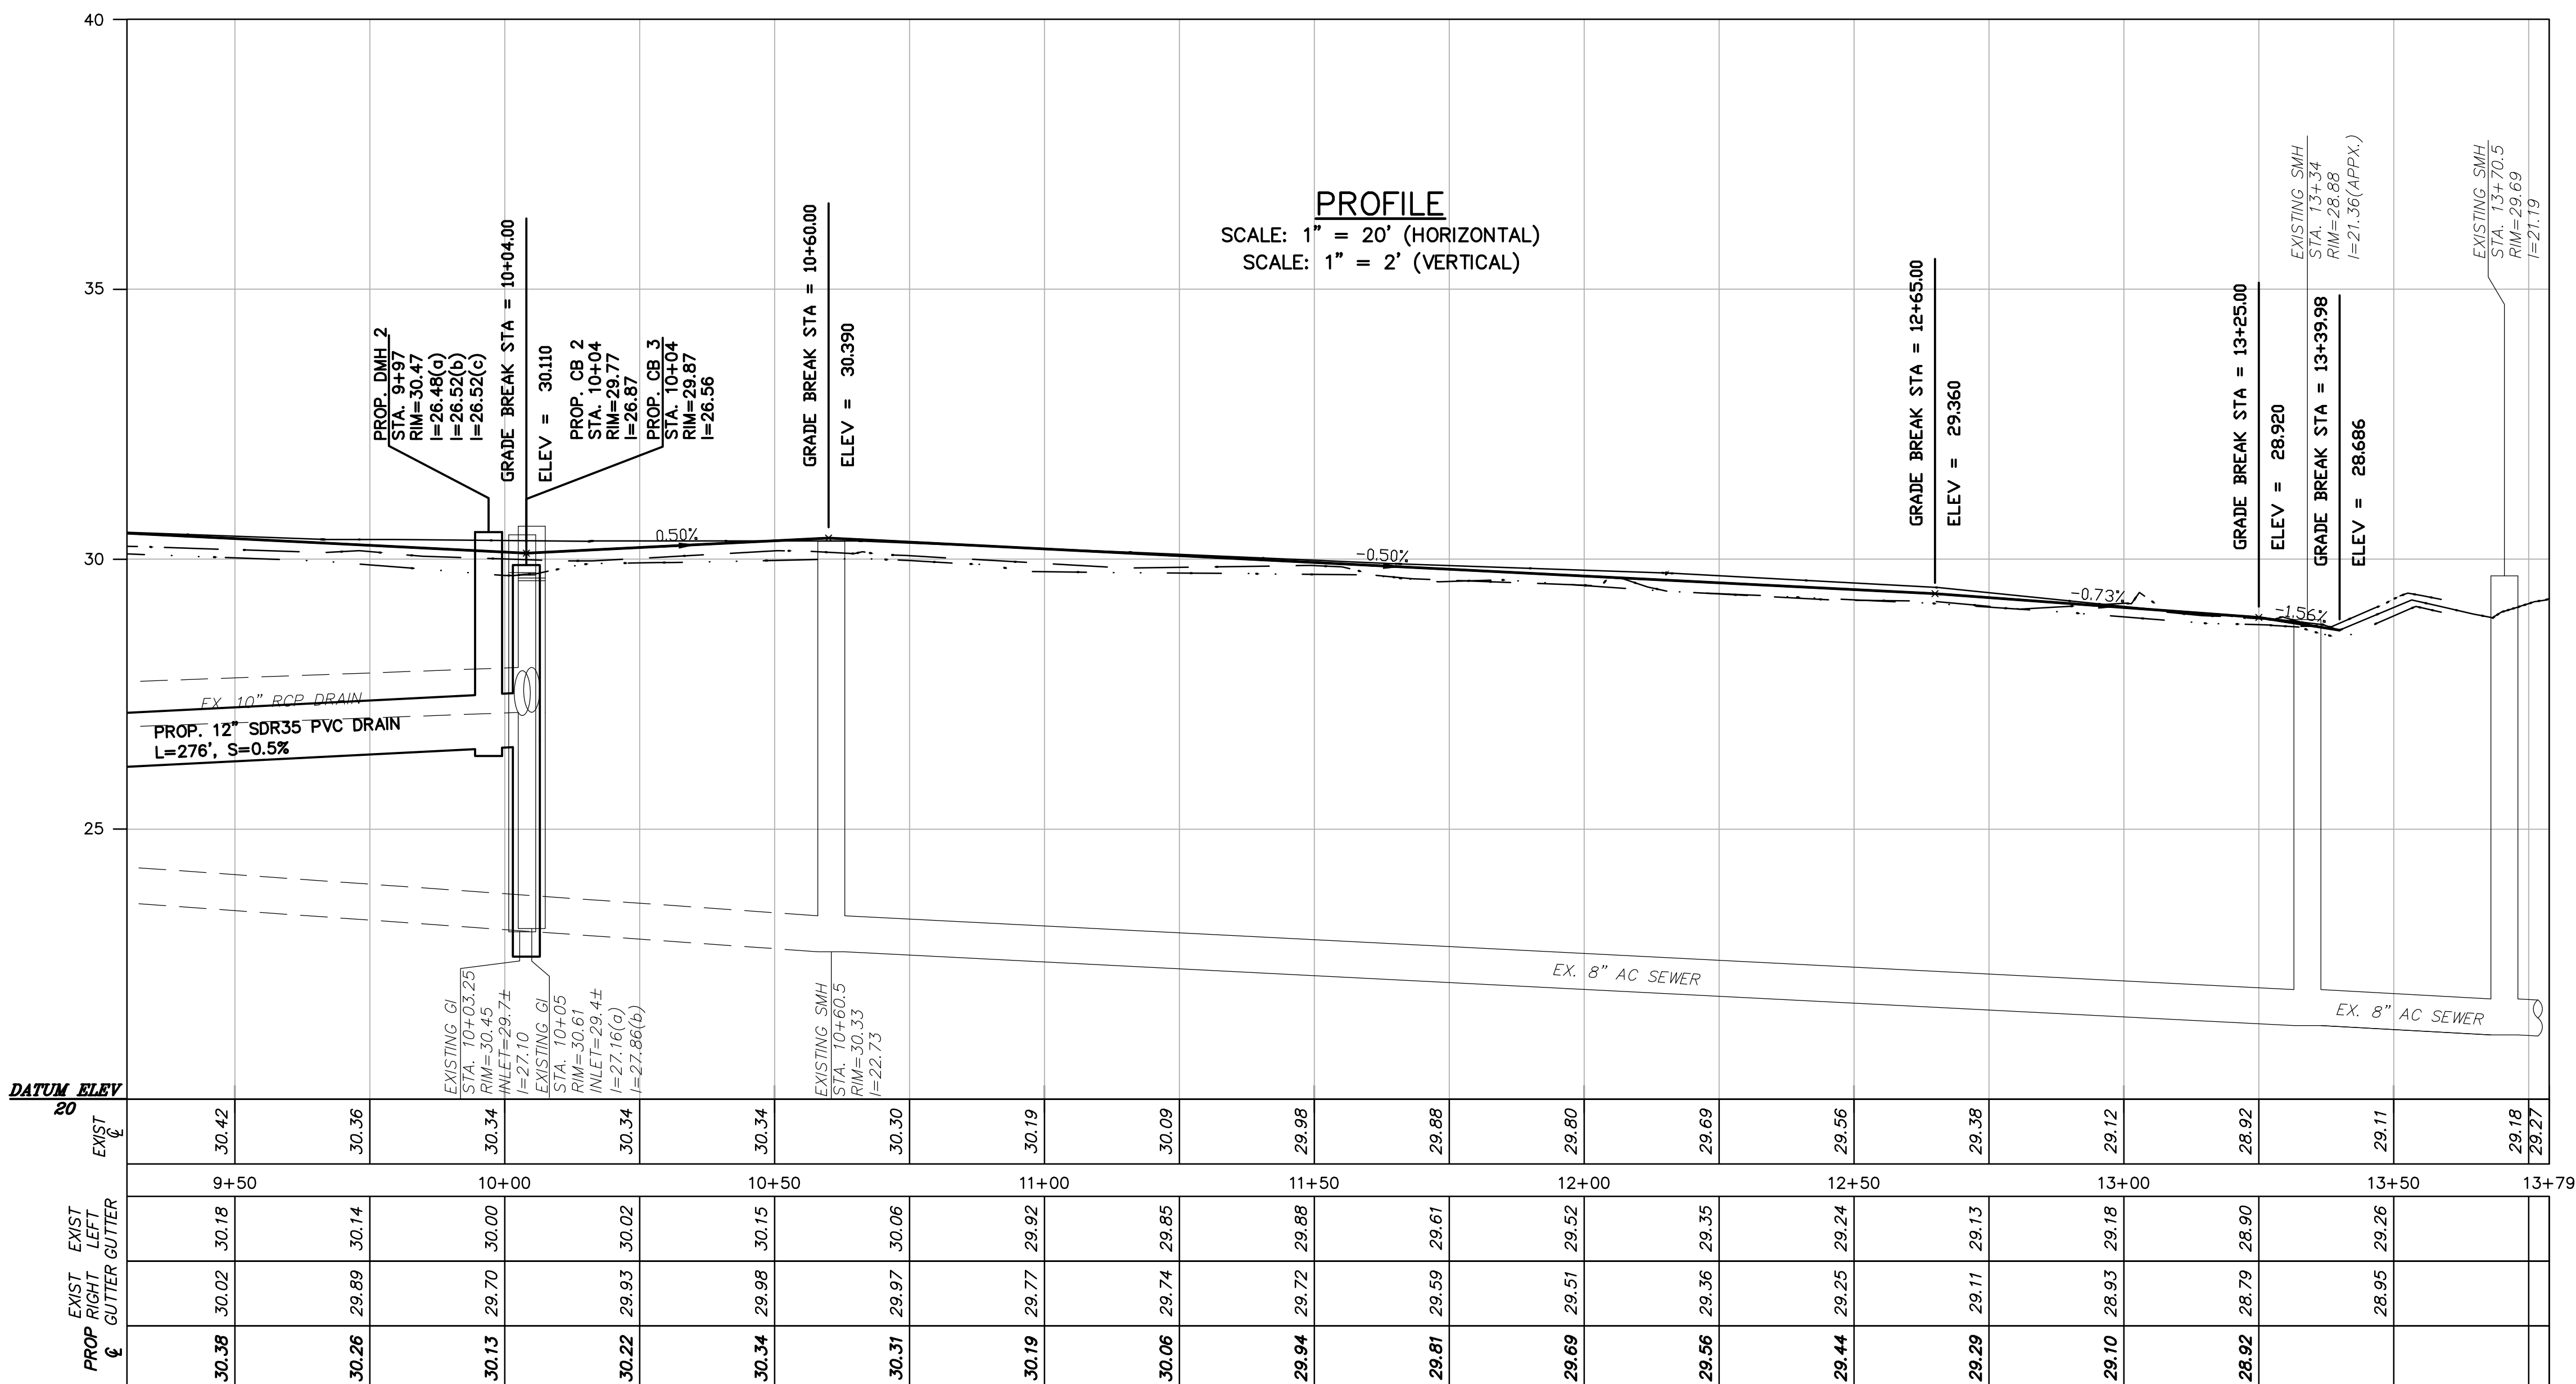 40
35
30
25
PROFILE
SCALE: 1" = 20' (HORIZONTAL)
SCALE: 1" = 2' (VERTICAL)
PROP. DMH 2
STA. 9+97
RIM=30.47
I=26.48(a)
I=26.52(b)
I=26.52(c)
GRADE BREAK STA = 10+04.00
ELEV = 30.110
PROP. CB 2
STA. 10+04
RIM=29.77
I=26.87
PROP. CB 3
STA. 10+04
RIM=29.87
I=26.56
GRADE BREAK STA = 10+60.00
ELEV = 30.390
GRADE BREAK STA = 12+65.00
ELEV = 29.360
GRADE BREAK STA = 13+25.00
ELEV = 28.920
EXISTING SMH
STA. 13+34
RIM=28.88
I=21.36(APPX.)
GRADE BREAK STA = 13+39.98
ELEV = 28.686
EXISTING SMH
STA. 13+70.5
RIM=29.69
I=21.19
0.50%
-0.50%
-0.73%
-1.56%
EX. 10" RCP DRAIN
PROP. 12" SDR35 PVC DRAIN
L=276', S=0.5%
EX. 8" AC SEWER
EX. 8" AC SEWER
EXISTING GI
STA. 10+03.25
RIM=30.45
INLET=29.7±
I=27.10
EXISTING GI
STA. 10+05
RIM=30.61
INLET=29.4±
I=27.16(a)
I=27.86(b)
EXISTING SMH
STA. 10+60.5
RIM=30.33
I=22.73
DATUM ELEV
20
EXIST ℄ 30.42 30.36 30.34 30.34 30.34 30.30 30.19 30.09 29.98 29.88 29.80 29.69 29.56 29.38 29.12 28.92 29.11 29.18 29.27
9+50 10+00 10+50 11+00 11+50 12+00 12+50 13+00 13+50 13+79
EXIST LEFT GUTTER 30.18 30.14 30.00 30.02 30.15 30.06 29.92 29.85 29.88 29.61 29.52 29.35 29.24 29.13 29.18 28.90 29.26
EXIST RIGHT GUTTER 30.02 29.89 29.70 29.93 29.98 29.97 29.77 29.74 29.72 29.59 29.51 29.36 29.25 29.11 28.93 28.79 28.95
PROP ℄ 30.38 30.26 30.13 30.22 30.34 30.31 30.19 30.06 29.94 29.81 29.69 29.56 29.44 29.29 29.10 28.92